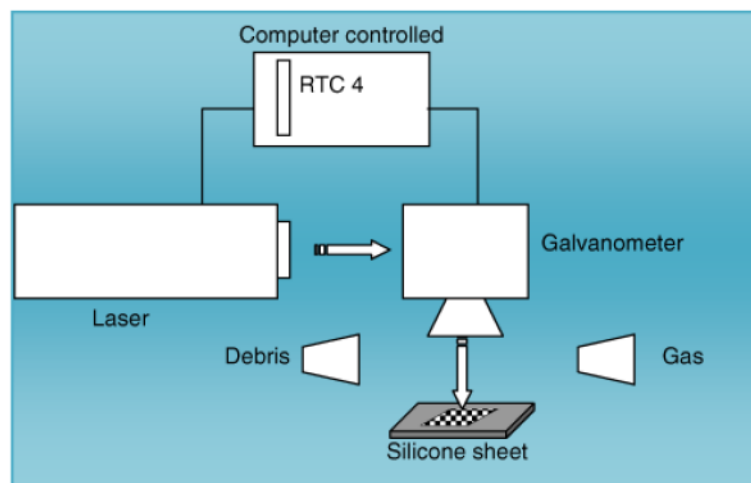 Computer controlled
RTC 4
Galvanometer
Laser
Debris
Gas
Silicone sheet